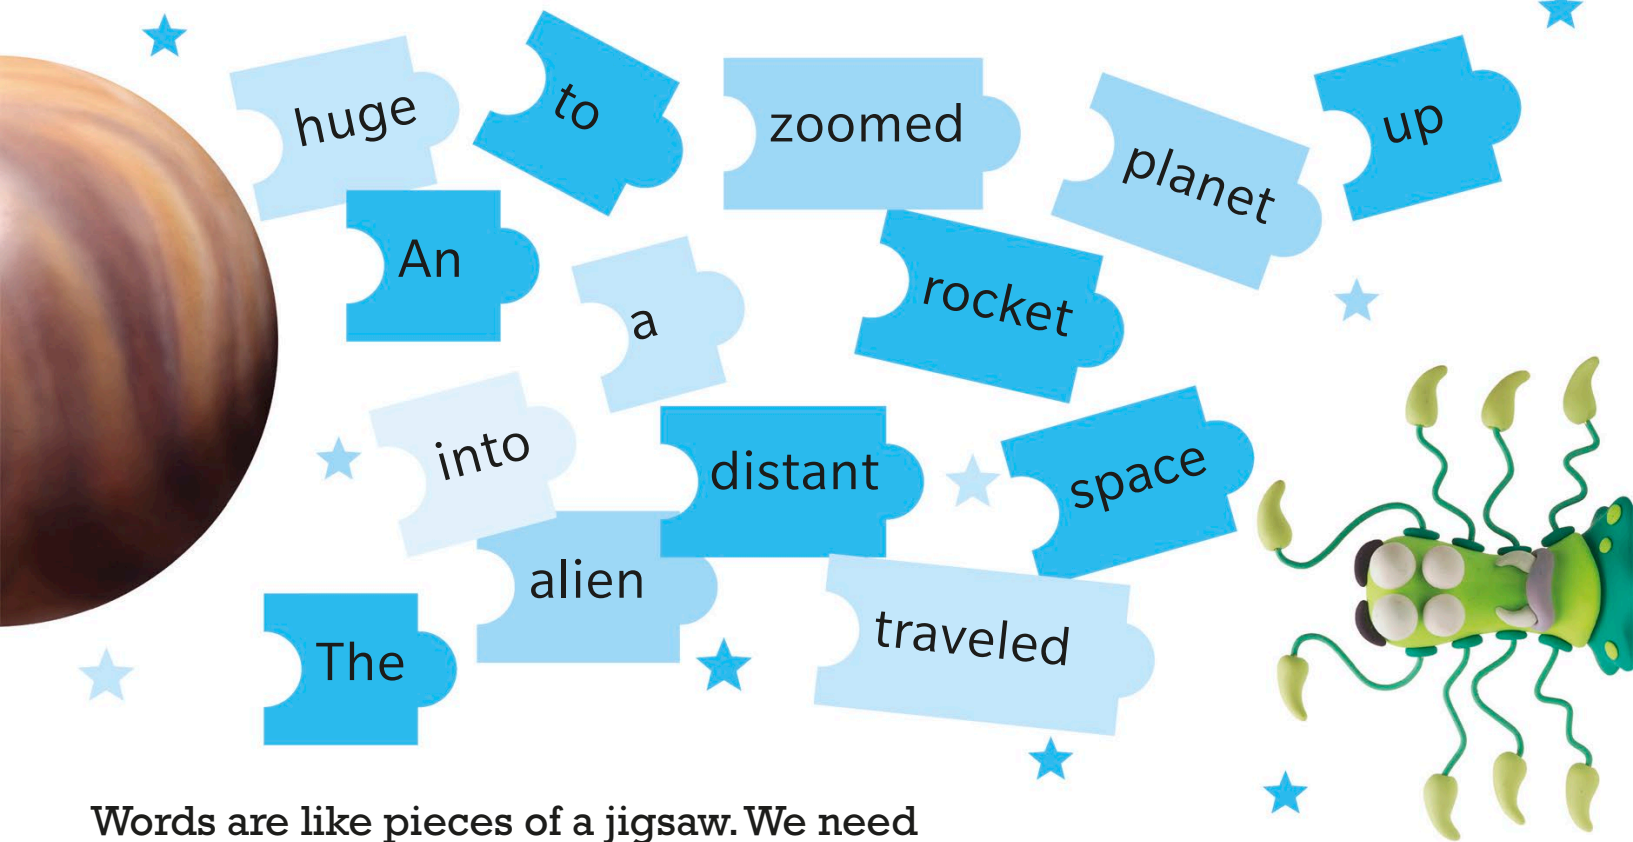 huge
to
zoomed
planet
up
An
a
rocket
into
distant
space
alien
traveled
The
Words are like pieces of a jigsaw. We need